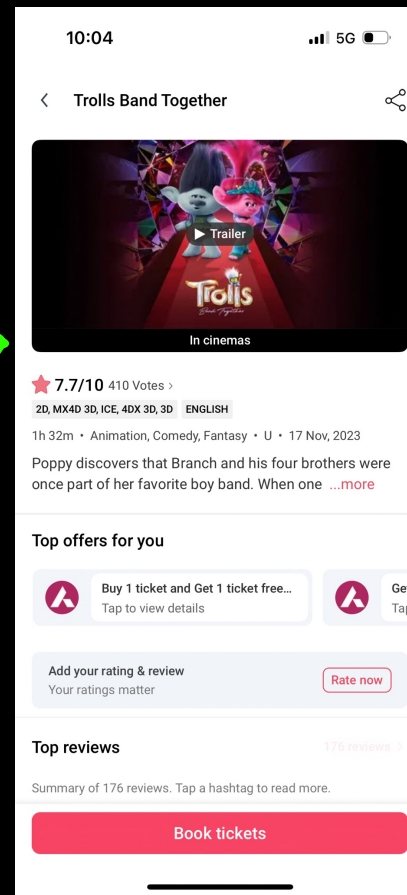 10:04
5G
Trolls Band Together
Trailer
Trolls
Band Together
In cinemas
7.7/10 410 Votes >
2D, MX4D 3D, ICE, 4DX 3D, 3D ENGLISH
1h 32m • Animation, Comedy, Fantasy • U • 17 Nov, 2023
Poppy discovers that Branch and his four brothers were
once part of her favorite boy band. When one ...more
Top offers for you
Buy 1 ticket and Get 1 ticket free...
Tap to view details
Add your rating & review
Your ratings matter
Rate now
Top reviews
176 reviews >
Summary of 176 reviews. Tap a hashtag to read more.
Book tickets